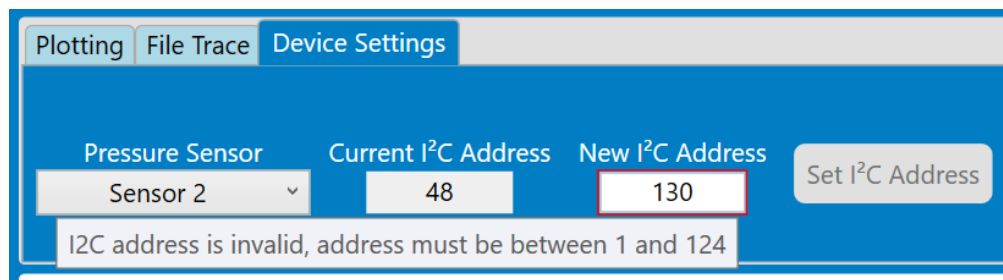 Plotting File Trace Device Settings
Pressure Sensor Current I²C Address New I²C Address
Sensor 2 48 130 Set I²C Address
I2C address is invalid, address must be between 1 and 124